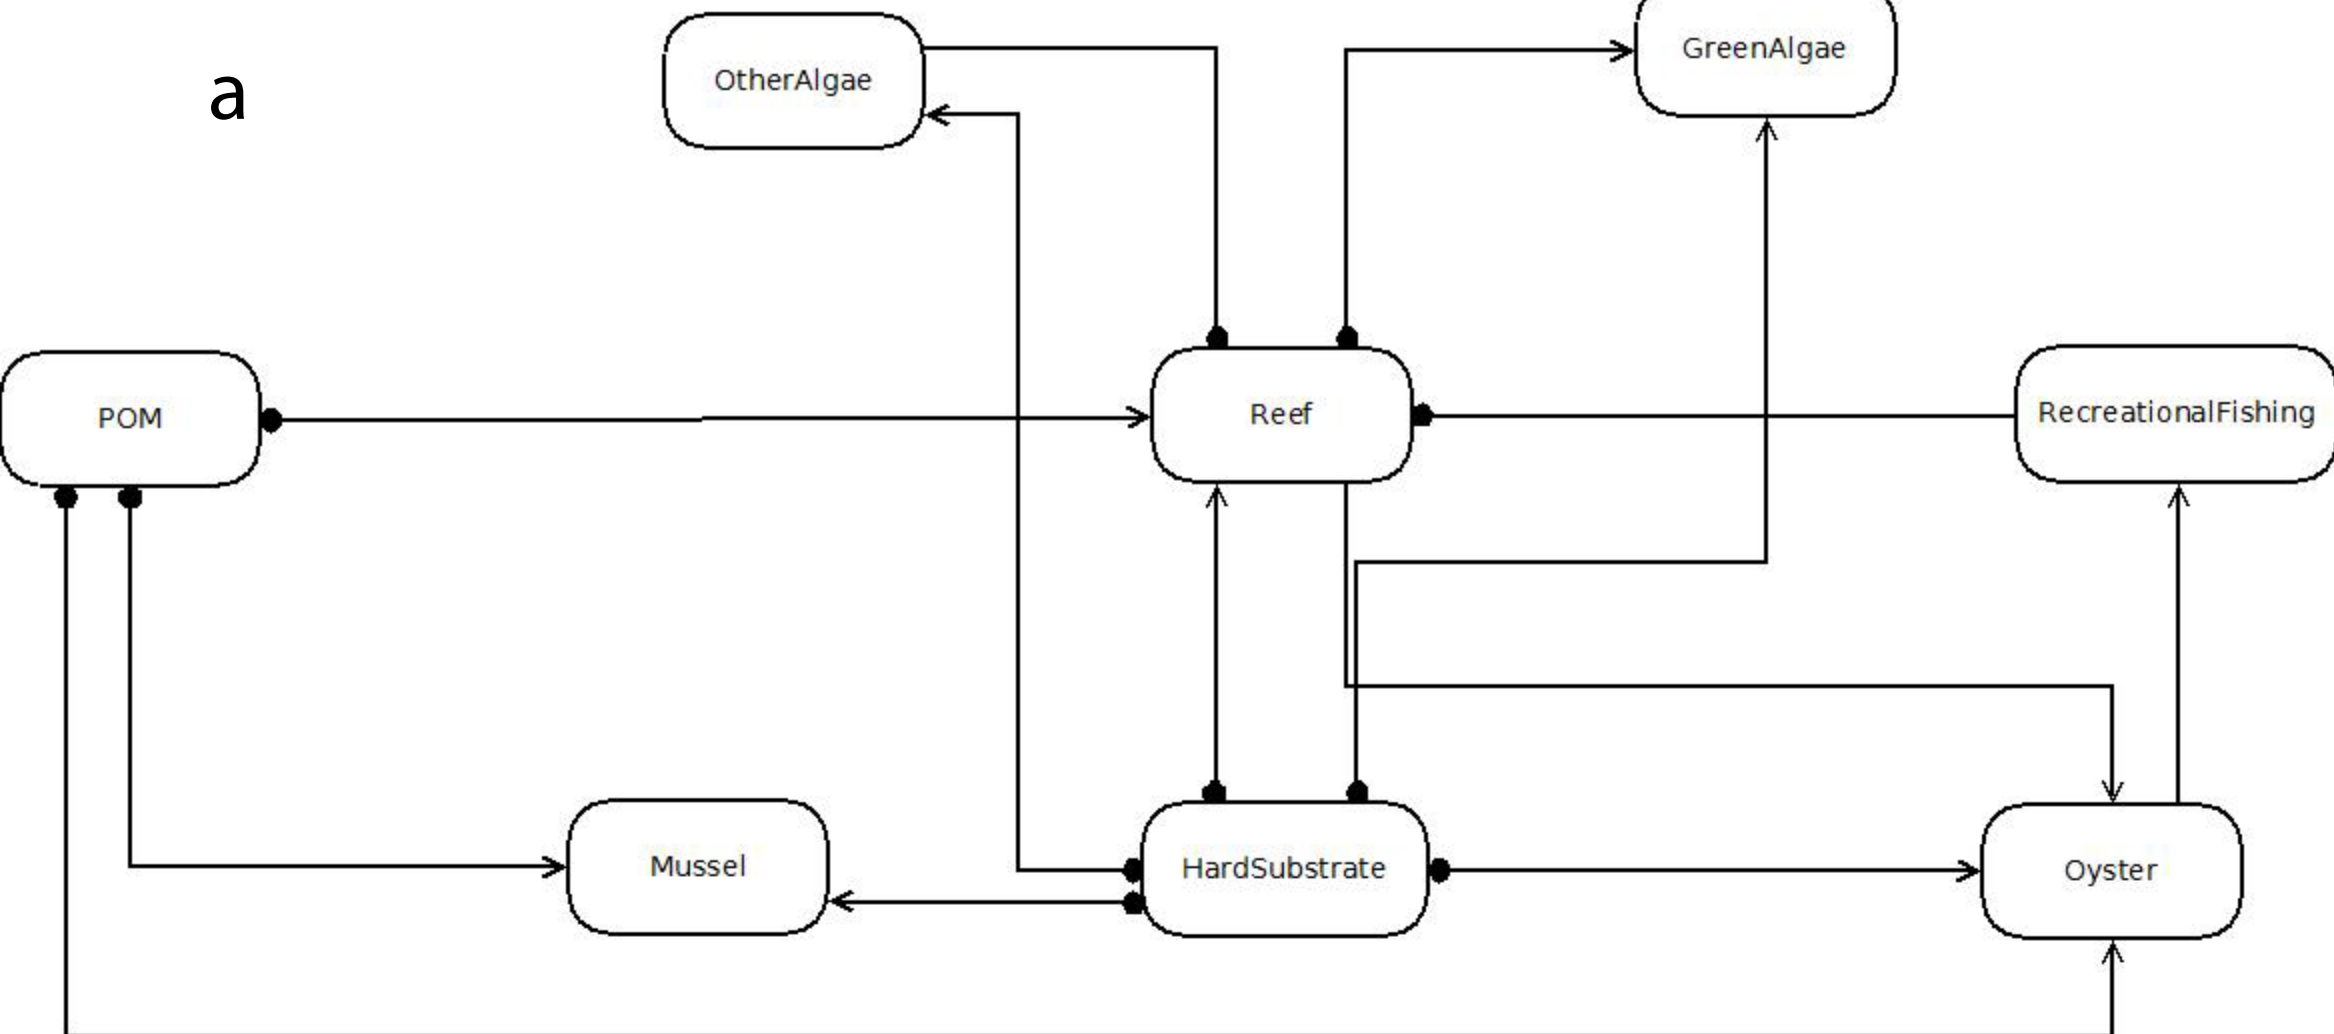 a
OtherAlgae
GreenAlgae
POM
Reef
RecreationalFishing
Mussel
HardSubstrate
Oyster